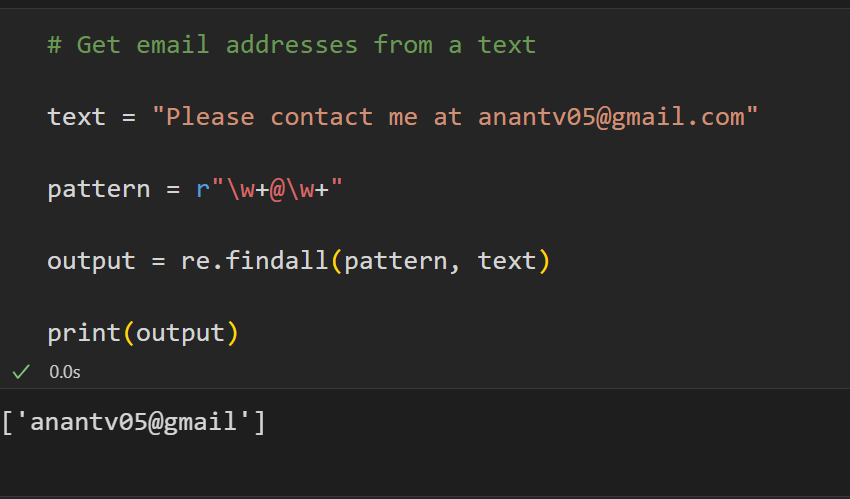 # Get email addresses from a text
text = "Please contact me at anantv05@gmail.com"
pattern = r"\w+@\w+"
output = re.findall(pattern, text)
print(output)
0.0s
['anantv05@gmail']